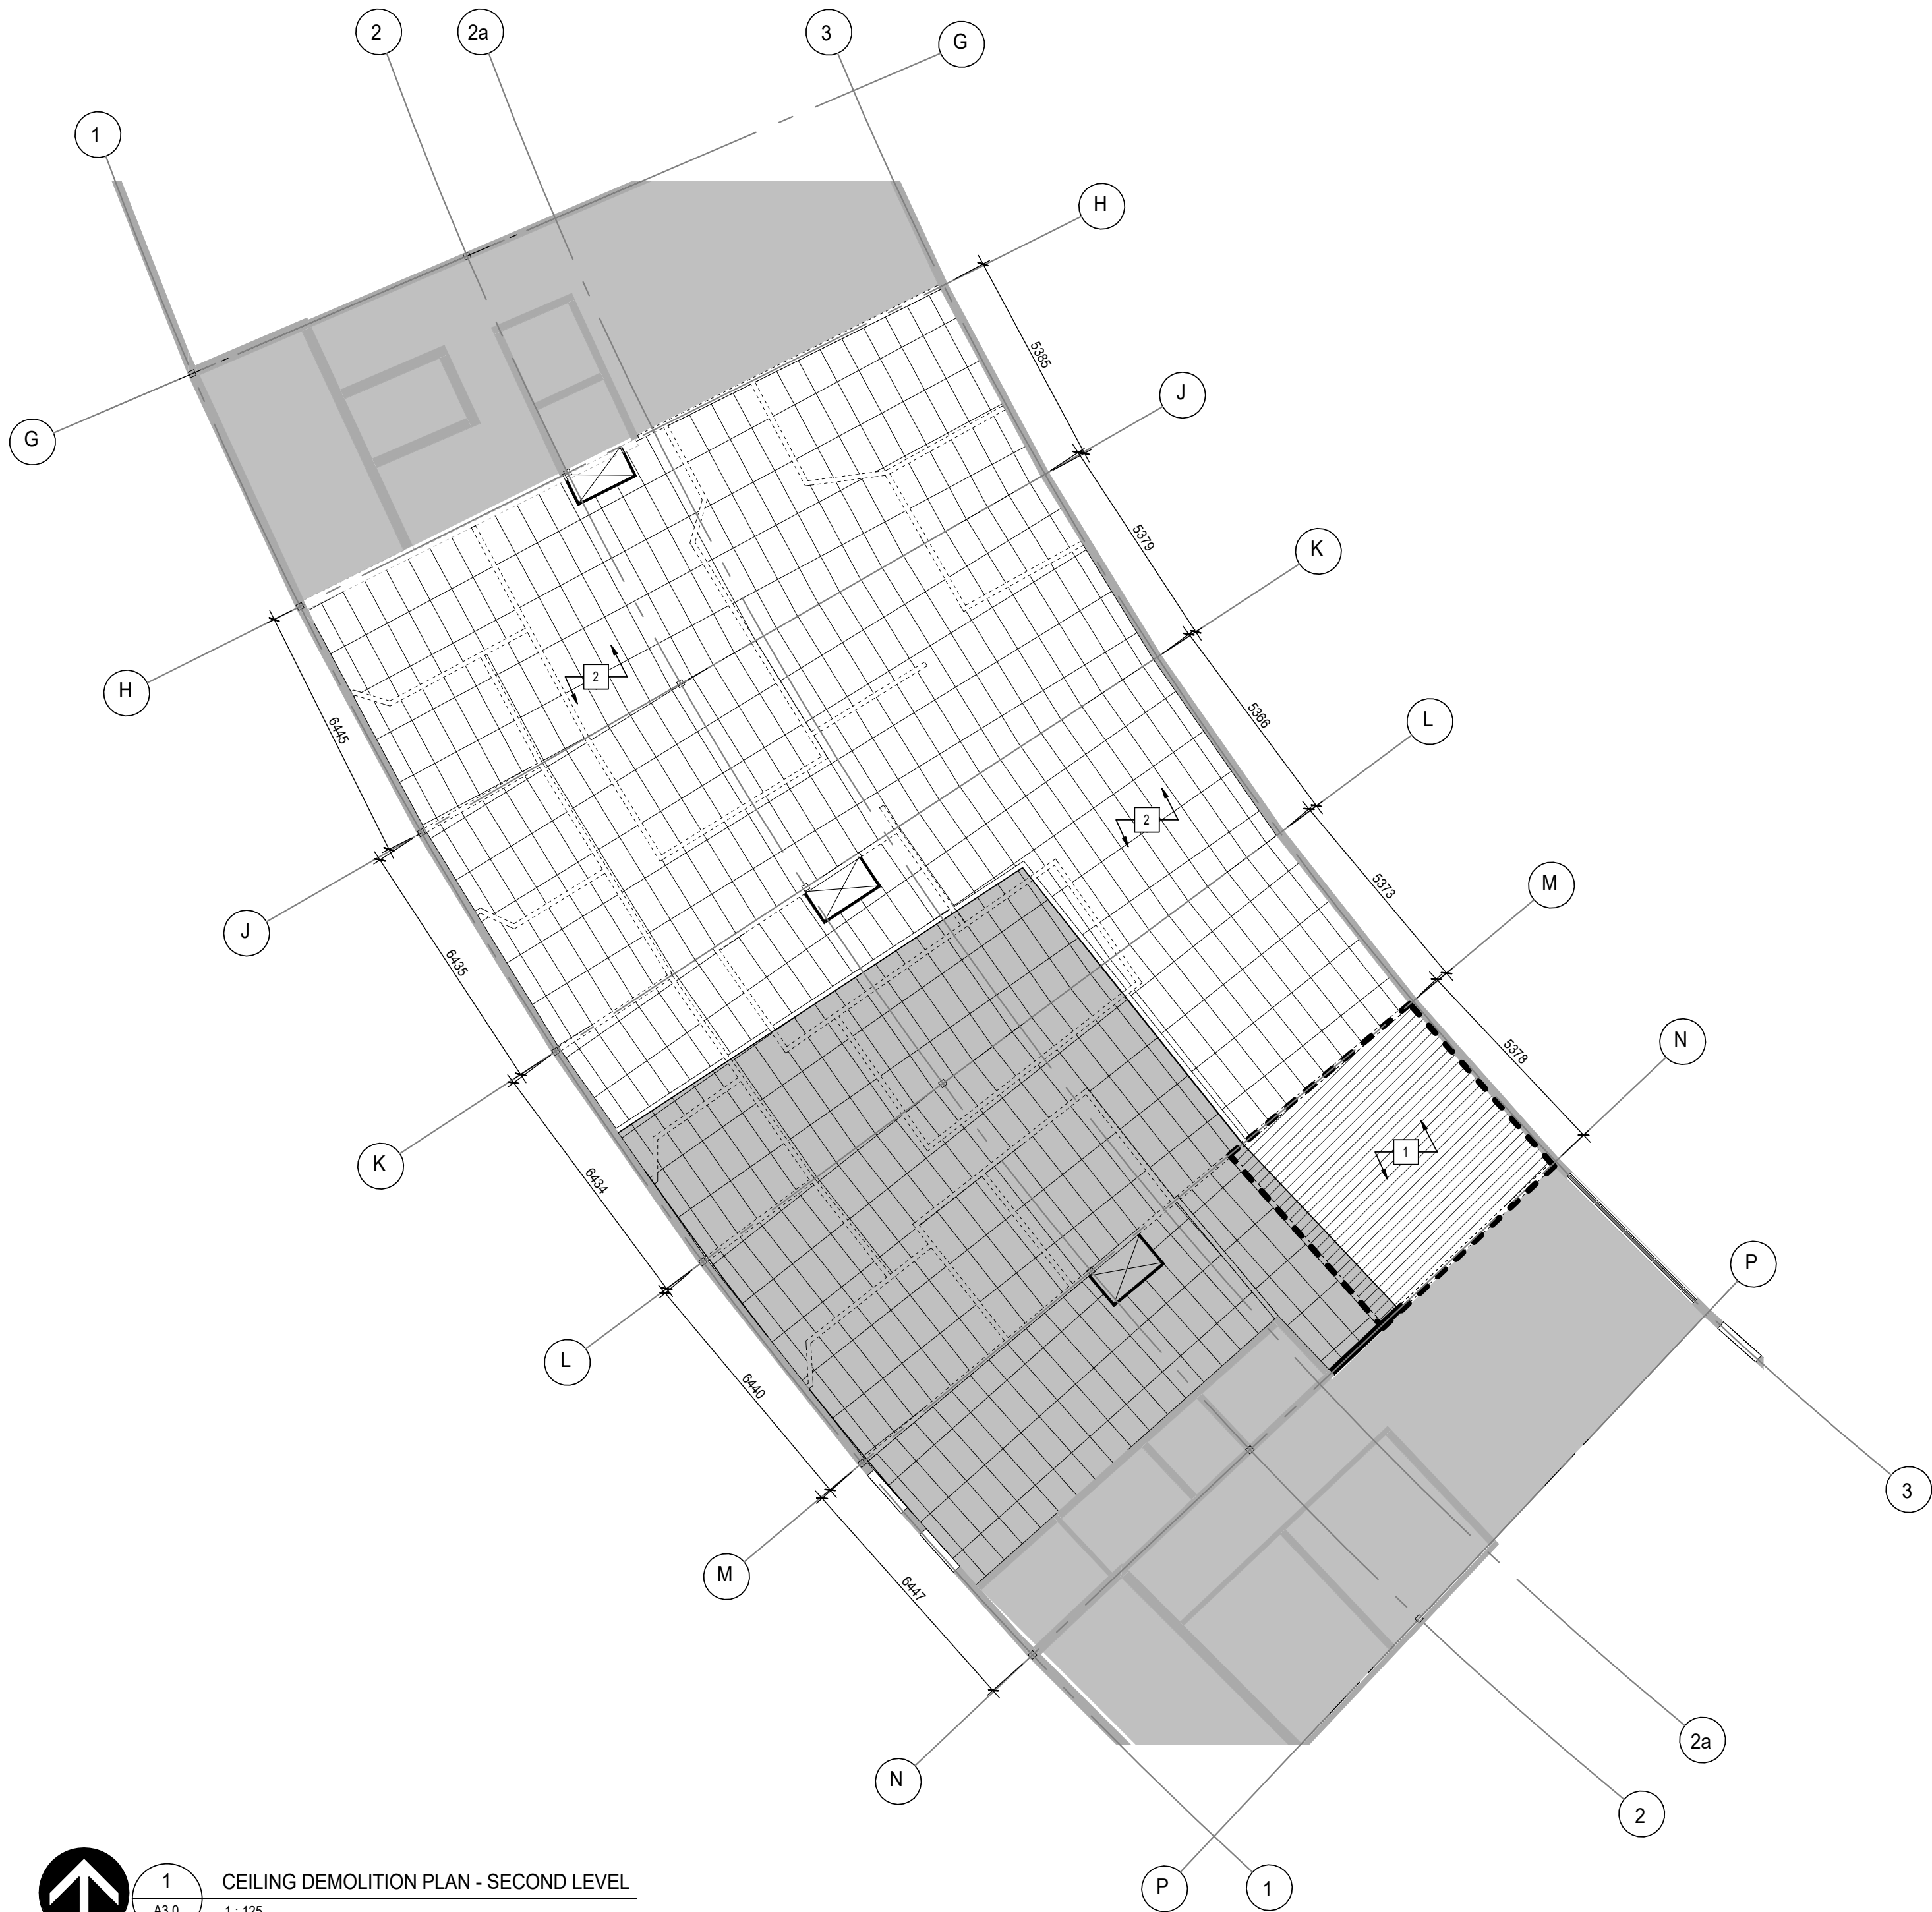 2
2a
3
G
1
H
5385
J
G
5379
K
H
2
6445
5366
L
2
5373
M
J
6435
5378
N
1
K
6434
P
L
6440
3
M
6447
2a
N
2
P
1
1
CEILING DEMOLITION PLAN - SECOND LEVEL
A3.0
1 : 125